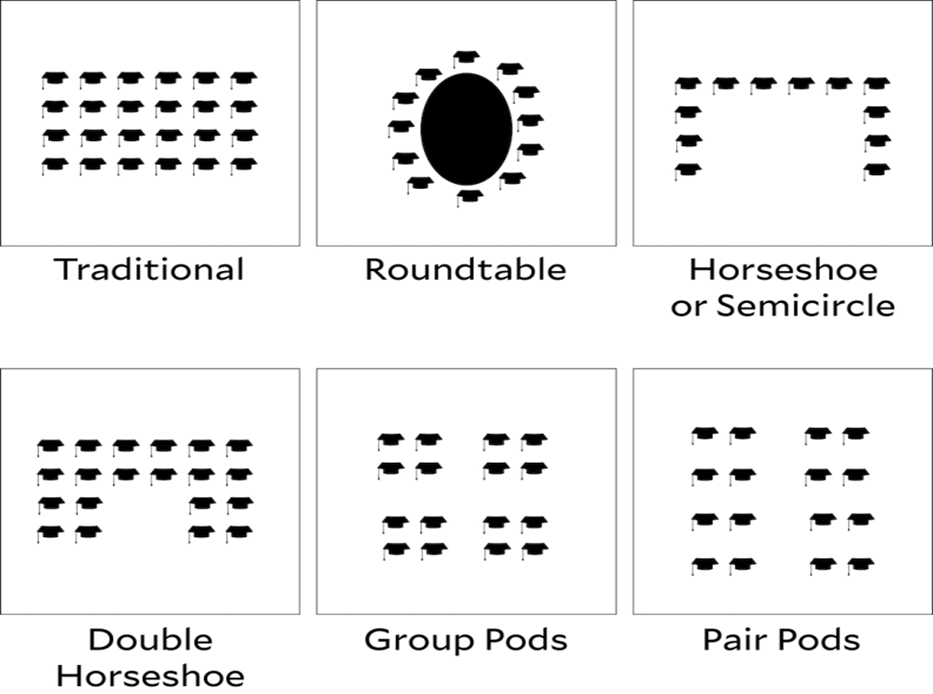 Traditional
Roundtable
Horseshoe
or Semicircle
Double
Horseshoe
Group Pods
Pair Pods